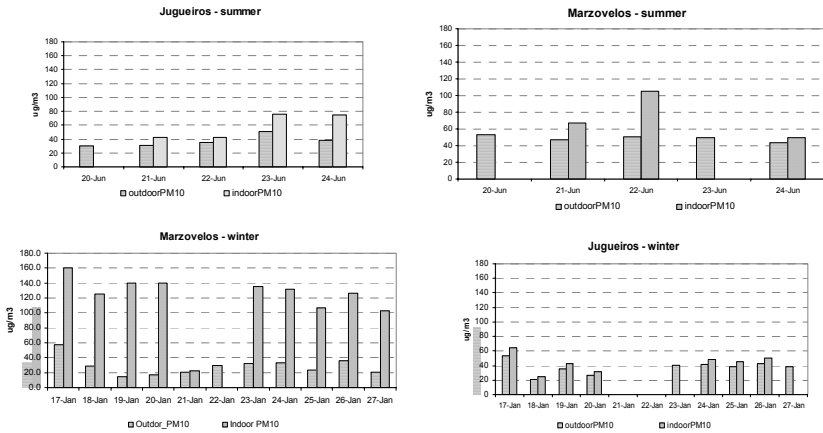 Jugueiros - summer
180
160
140
120
100
80
60
40
20
0
ug/m3
20-Jun 21-Jun 22-Jun 23-Jun 24-Jun
outdoorPM10 indoorPM10
Marzovelos - summer
180
160
140
120
100
80
60
40
20
0
ug/m3
20-Jun 21-Jun 22-Jun 23-Jun 24-Jun
outdoorPM10 indoorPM10
Marzovelos - winter
180.0
160.0
140.0
120.0
100.0
80.0
60.0
40.0
20.0
0.0
ug/m3
17-Jan 18-Jan 19-Jan 20-Jan 21-Jan 22-Jan 23-Jan 24-Jan 25-Jan 26-Jan 27-Jan
Outdor_PM10 Indoor PM10
Jugueiros - winter
180
160
140
120
100
80
60
40
20
0
ug/m3
17-Jan 18-Jan 19-Jan 20-Jan 21-Jan 22-Jan 23-Jan 24-Jan 25-Jan 26-Jan 27-Jan
outdoorPM10 indoorPM10